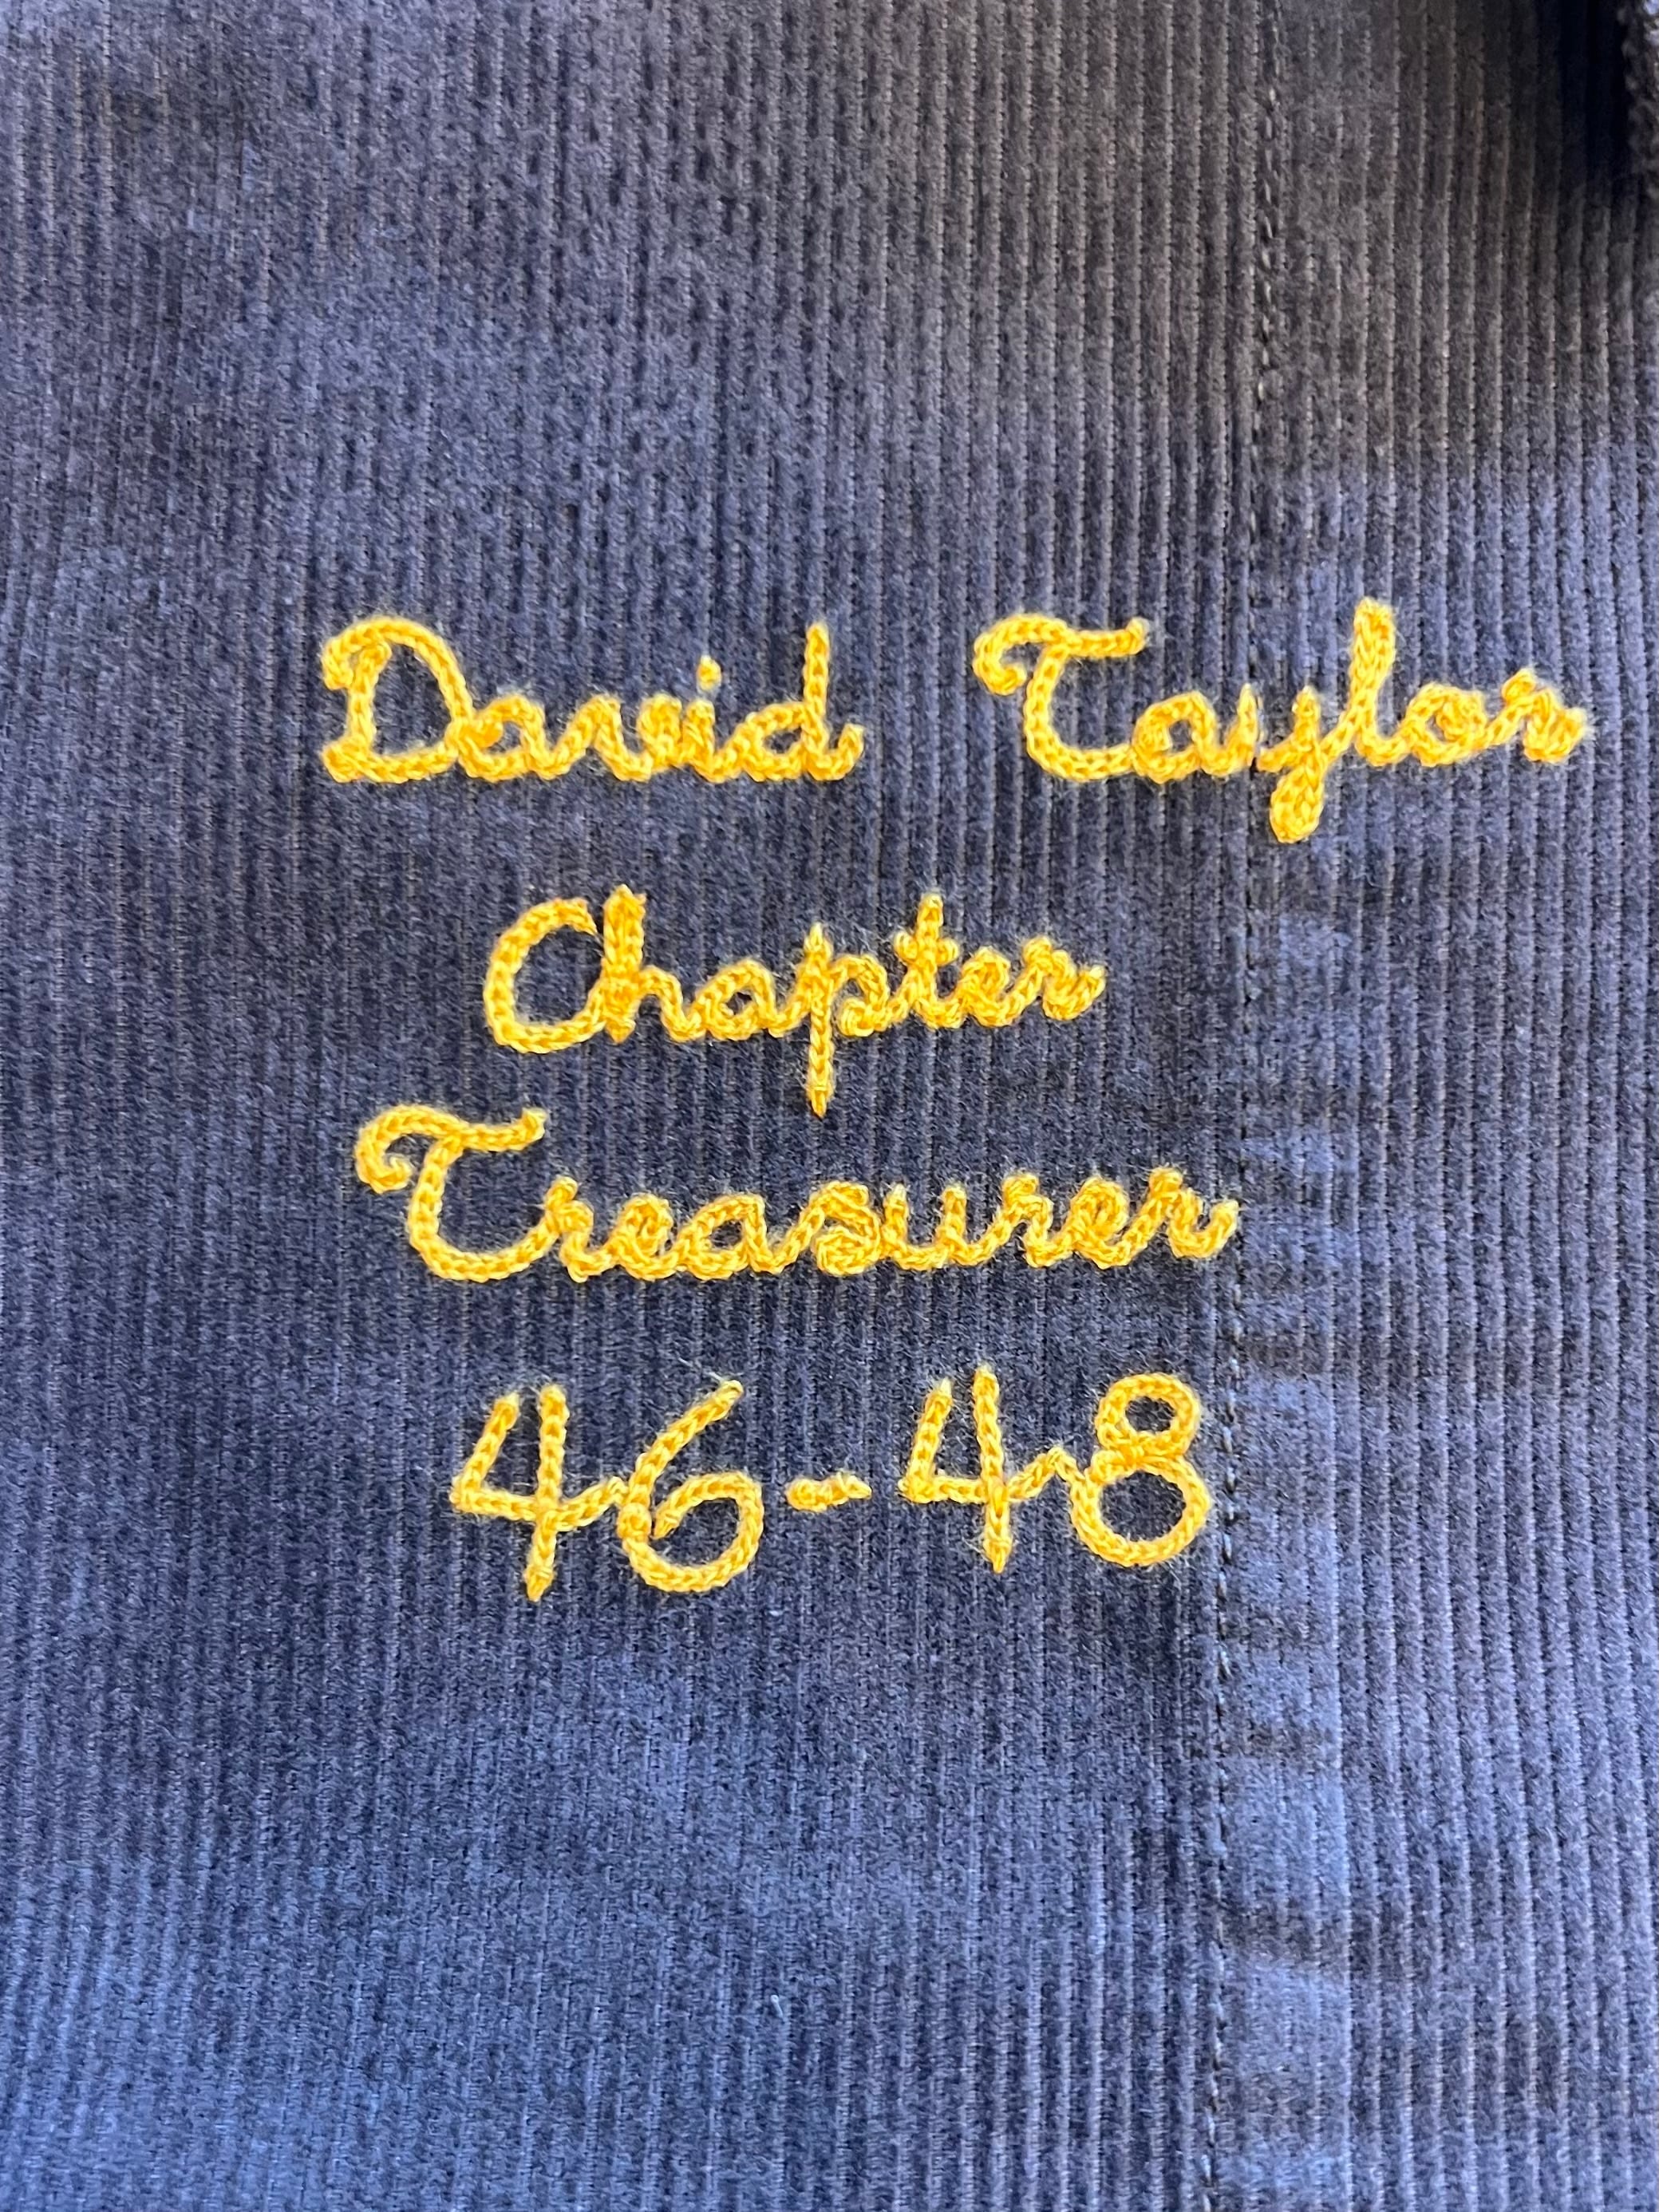 David Taylor
Chapter
Treasurer
46-48